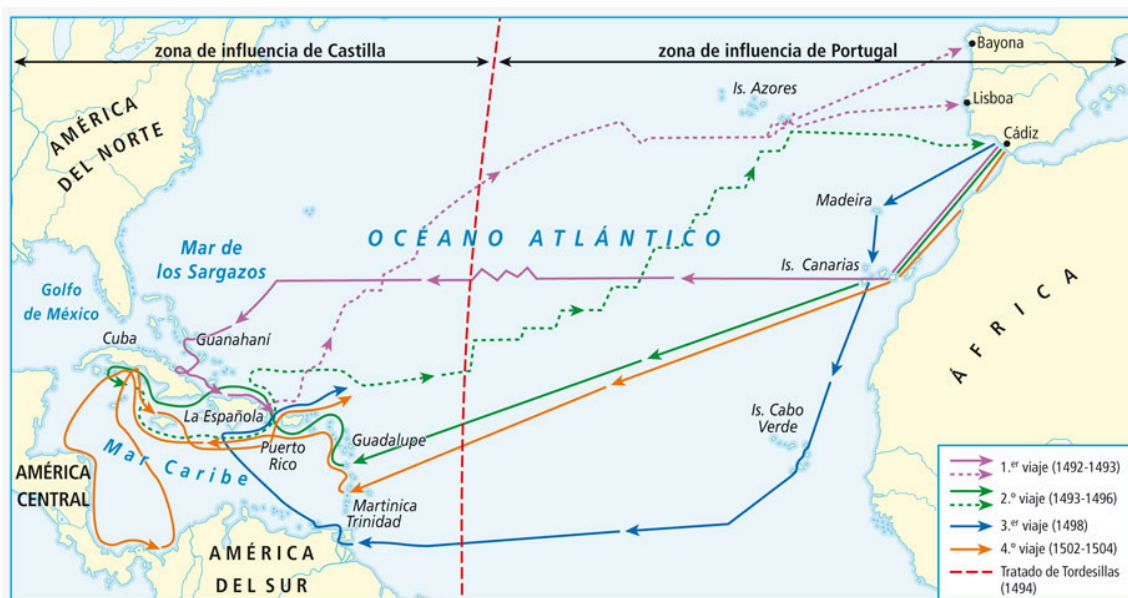 zona de influencia de Castilla
zona de influencia de Portugal
Bayona
Is. Azores
Lisboa
AMÉRICA
DEL NORTE
Cádiz
Madeira
OCÉANO ATLÁNTICO
Mar de
los Sargazos
Is. Canarias
Golfo
de México
ÁFRICA
Cuba
Guanahaní
La Española
Is. Cabo
Verde
Puerto
Rico
Guadalupe
Mar Caribe
AMÉRICA
CENTRAL
Martinica
Trinidad
AMÉRICA
DEL SUR
1.er viaje (1492-1493)
2.º viaje (1493-1496)
3.er viaje (1498)
4.º viaje (1502-1504)
Tratado de Tordesillas
(1494)